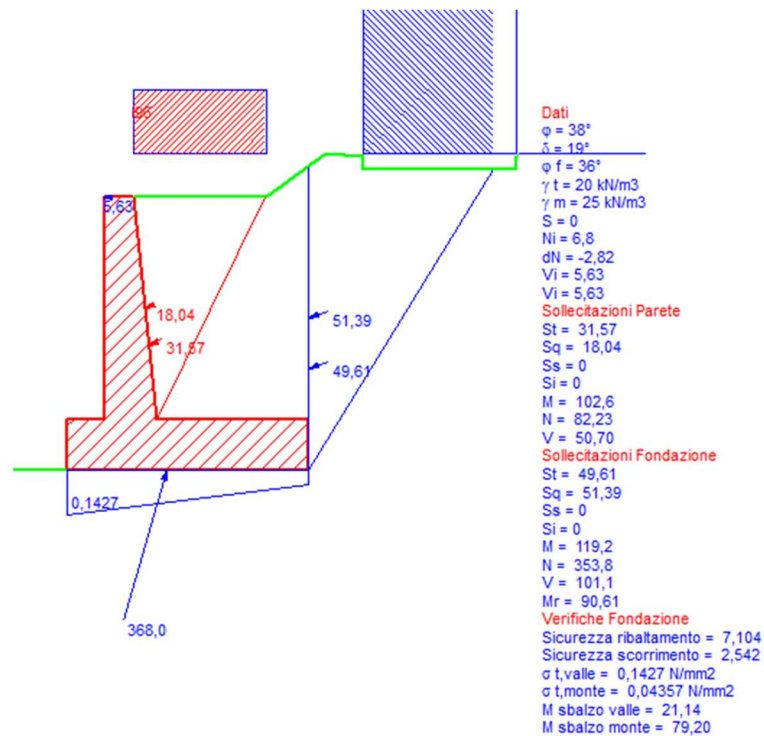 96
5,63
18,04
31,57
51,39
49,61
0,1427
368,0
Dati
φ = 38°
δ = 19°
φ f = 36°
γ t = 20 kN/m3
γ m = 25 kN/m3
S = 0
Ni = 6,8
dN = -2,82
Vi = 5,63
Vi = 5,63
Sollecitazioni Parete
St = 31,57
Sq = 18,04
Ss = 0
Si = 0
M = 102,6
N = 82,23
V = 50,70
Sollecitazioni Fondazione
St = 49,61
Sq = 51,39
Ss = 0
Si = 0
M = 119,2
N = 353,8
V = 101,1
Mr = 90,61
Verifiche Fondazione
Sicurezza ribaltamento = 7,104
Sicurezza scorrimento = 2,542
σ t,valle = 0,1427 N/mm2
σ t,monte = 0,04357 N/mm2
M sbalzo valle = 21,14
M sbalzo monte = 79,20